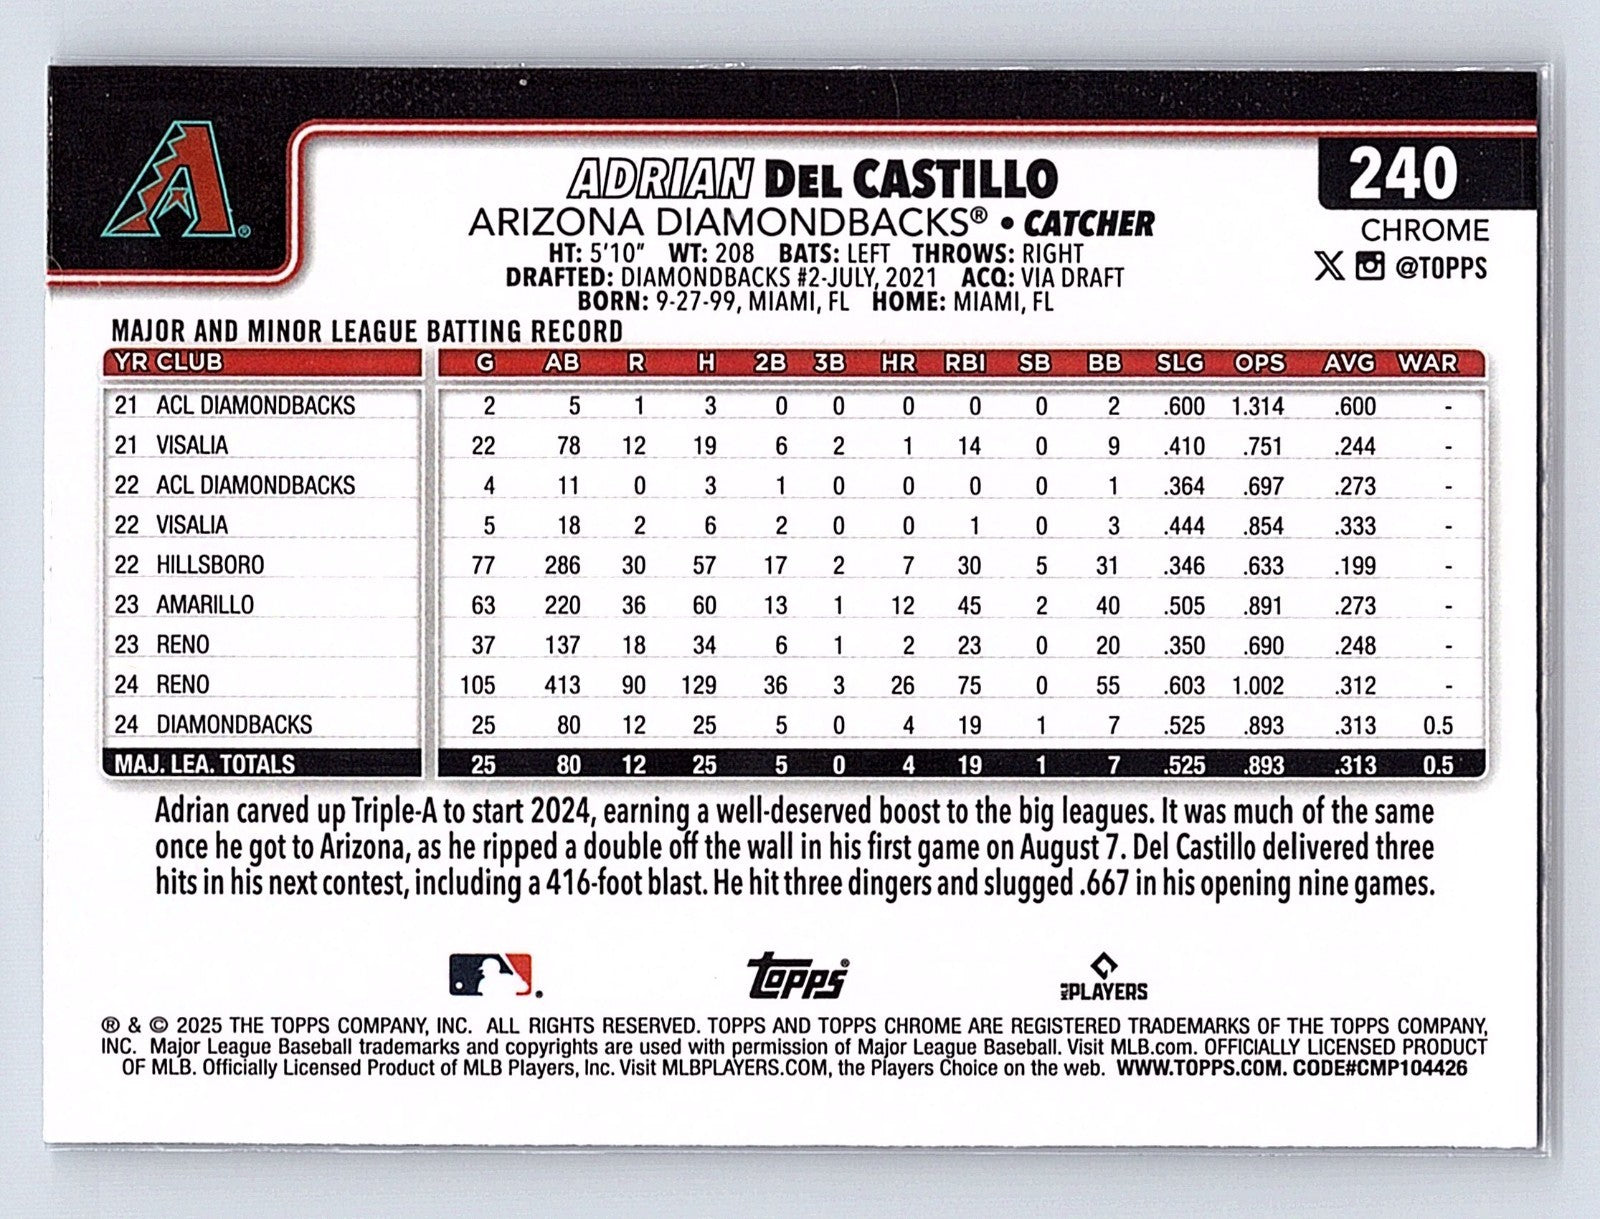 ADRIAN DEL CASTILLO
240
ARIZONA DIAMONDBACKS® • CATCHER
CHROME
HT: 5'10" WT: 208 BATS: LEFT THROWS: RIGHT
DRAFTED: DIAMONDBACKS #2-JULY, 2021 ACQ: VIA DRAFT
@TOPPS
BORN: 9-27-99, MIAMI, FL HOME: MIAMI, FL
MAJOR AND MINOR LEAGUE BATTING RECORD
YR CLUB G AB R H 2B 3B HR RBI SB BB SLG OPS AVG WAR
21 ACL DIAMONDBACKS 2 5 1 3 0 0 0 0 0 2 .600 1.314 .600 -
21 VISALIA 22 78 12 19 6 2 1 14 0 9 .410 .751 .244 -
22 ACL DIAMONDBACKS 4 11 0 3 1 0 0 0 0 1 .364 .697 .273 -
22 VISALIA 5 18 2 6 2 0 0 1 0 3 .444 .854 .333 -
22 HILLSBORO 77 286 30 57 17 2 7 30 5 31 .346 .633 .199 -
23 AMARILLO 63 220 36 60 13 1 12 45 2 40 .505 .891 .273 -
23 RENO 37 137 18 34 6 1 2 23 0 20 .350 .690 .248 -
24 RENO 105 413 90 129 36 3 26 75 0 55 .603 1.002 .312 -
24 DIAMONDBACKS 25 80 12 25 5 0 4 19 1 7 .525 .893 .313 0.5
MAJ. LEA. TOTALS 25 80 12 25 5 0 4 19 1 7 .525 .893 .313 0.5
Adrian carved up Triple-A to start 2024, earning a well-deserved boost to the big leagues. It was much of the same
once he got to Arizona, as he ripped a double off the wall in his first game on August 7. Del Castillo delivered three
hits in his next contest, including a 416-foot blast. He hit three dingers and slugged .667 in his opening nine games.
Topps®
MLB PLAYERS
® & © 2025 THE TOPPS COMPANY, INC. ALL RIGHTS RESERVED. TOPPS AND TOPPS CHROME ARE REGISTERED TRADEMARKS OF THE TOPPS COMPANY,
INC. Major League Baseball trademarks and copyrights are used with permission of Major League Baseball. Visit MLB.com. OFFICIALLY LICENSED PRODUCT
OF MLB. Officially Licensed Product of MLB Players, Inc. Visit MLBPLAYERS.COM, the Players Choice on the web. WWW.TOPPS.COM. CODE#CMP104426